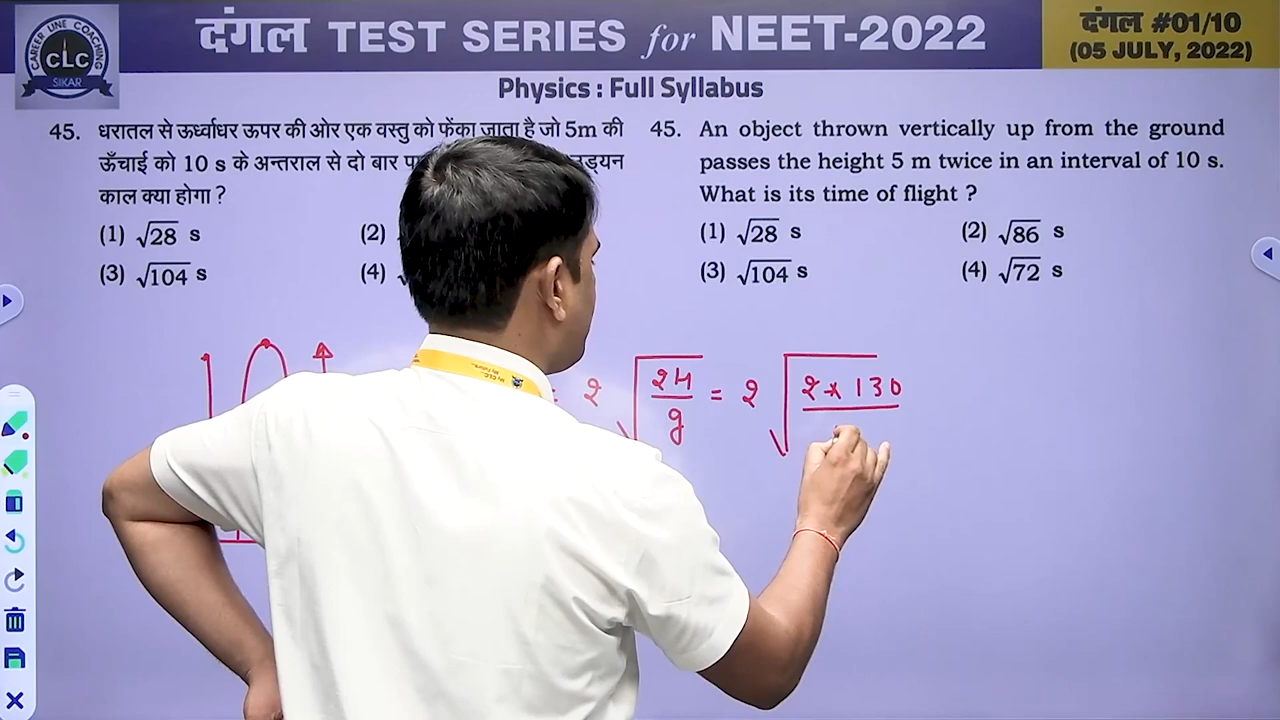 CAREER LINE COACHING
CLC
SIKAR
दंगल TEST SERIES for NEET-2022
दंगल #01/10
(05 JULY, 2022)
Physics : Full Syllabus
45. धरातल से ऊर्ध्वाधर ऊपर की ओर एक वस्तु को फेंका जाता है जो 5m की
ऊँचाई को 10 s के अन्तराल से दो बार
काल क्या होगा ?
(1) √28 s (2)
(3) √104 s (4)
45. An object thrown vertically up from the ground
passes the height 5 m twice in an interval of 10 s.
What is its time of flight ?
(1) √28 s (2) √86 s
(3) √104 s (4) √72 s
= 2 √(2H/g) = 2 √(2×130